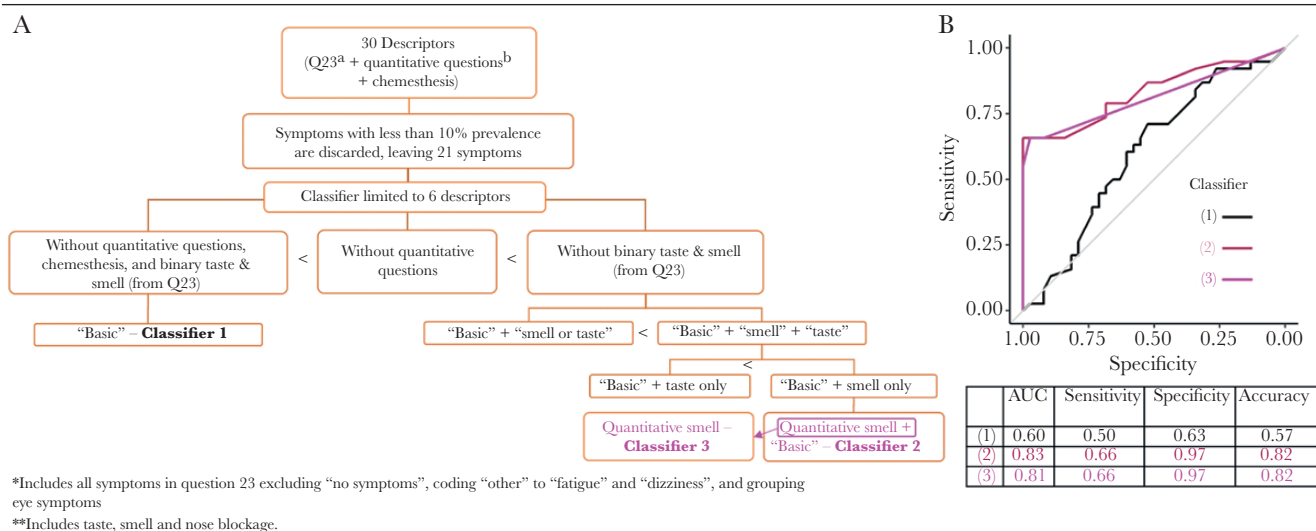 A
30 Descriptors
(Q23a + quantitative questionsb
+ chemesthesis)
Symptoms with less than 10% prevalence
are discarded, leaving 21 symptoms
Classifier limited to 6 descriptors
Without quantitative questions,
chemesthesis, and binary taste &
smell (from Q23)
<
Without quantitative
questions
<
Without binary taste & smell
(from Q23)
"Basic" – Classifier 1
"Basic" + "smell or taste"
<
"Basic" + "smell" + "taste"
<
"Basic" + taste only
"Basic" + smell only
Quantitative smell –
Classifier 3
Quantitative smell +
"Basic" – Classifier 2
*Includes all symptoms in question 23 excluding "no symptoms", coding "other" to "fatigue" and "dizziness", and grouping
eye symptoms
**Includes taste, smell and nose blockage.
B
1.00
0.75
0.50
0.25
0.00
Sensitivity
1.00 0.75 0.50 0.25 0.00
Specificity
Classifier
(1)
(2)
(3)
AUC Sensitivity Specificity Accuracy
(1) 0.60 0.50 0.63 0.57
(2) 0.83 0.66 0.97 0.82
(3) 0.81 0.66 0.97 0.82